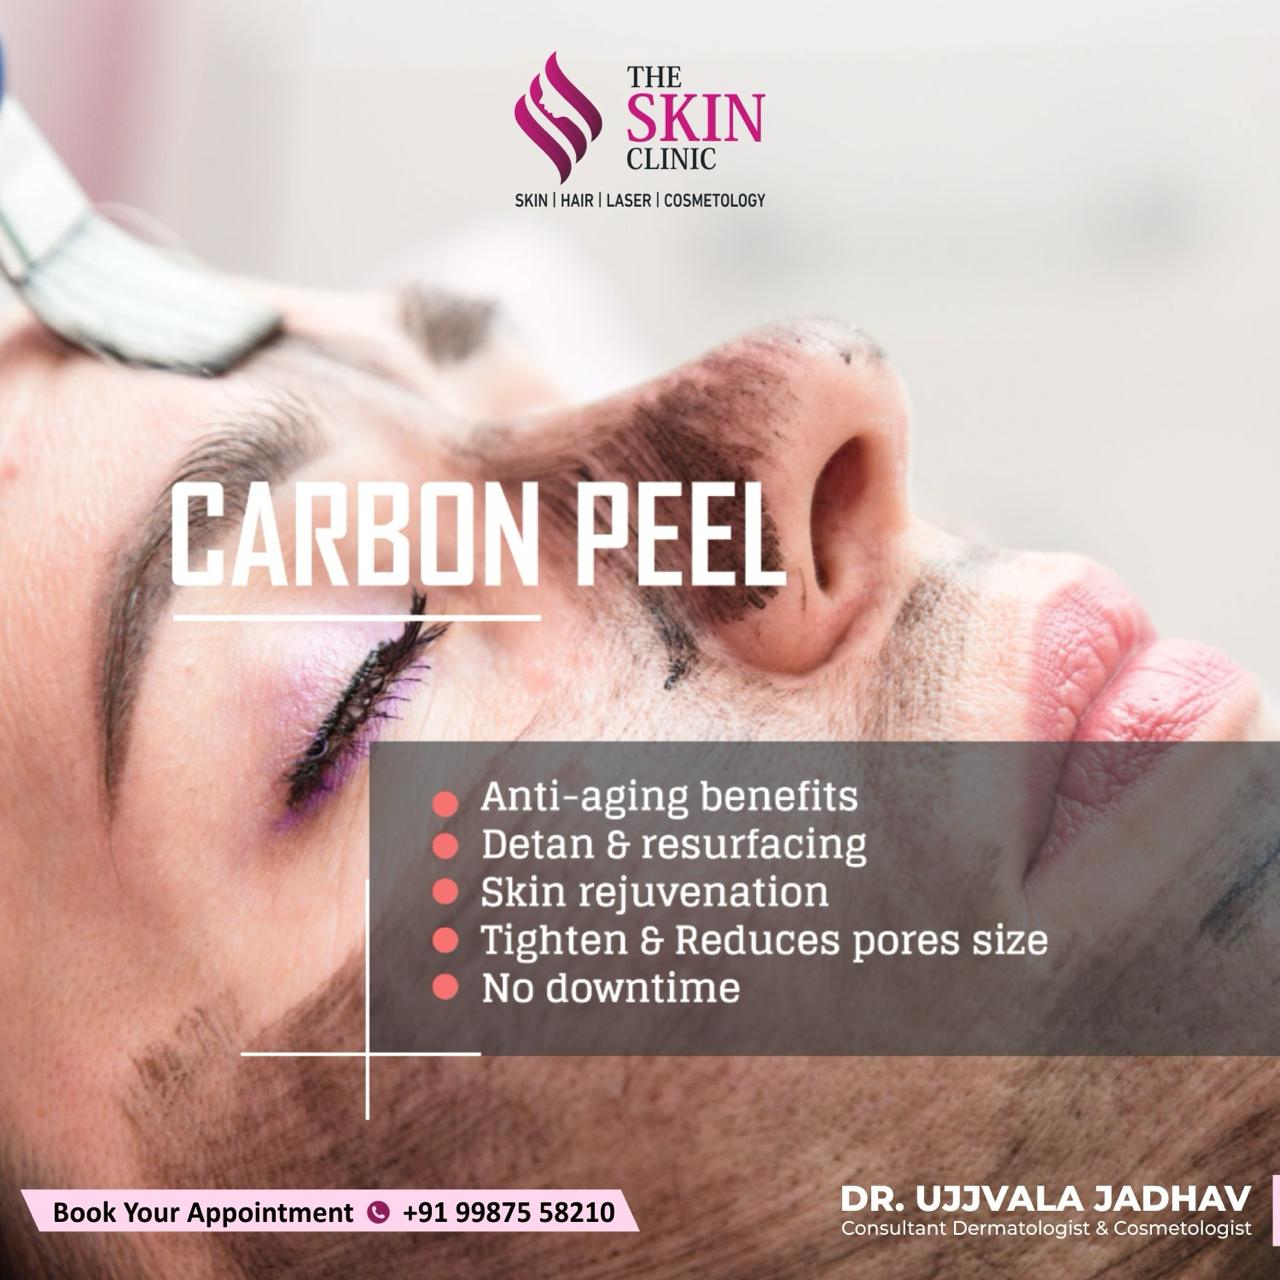 THE
SKIN
CLINIC
SKIN | HAIR | LASER | COSMETOLOGY
CARBON PEEL
Anti-aging benefits
Detan & resurfacing
Skin rejuvenation
Tighten & Reduces pores size
No downtime
Book Your Appointment +91 99875 58210
DR. UJJVALA JADHAV
Consultant Dermatologist & Cosmetologist